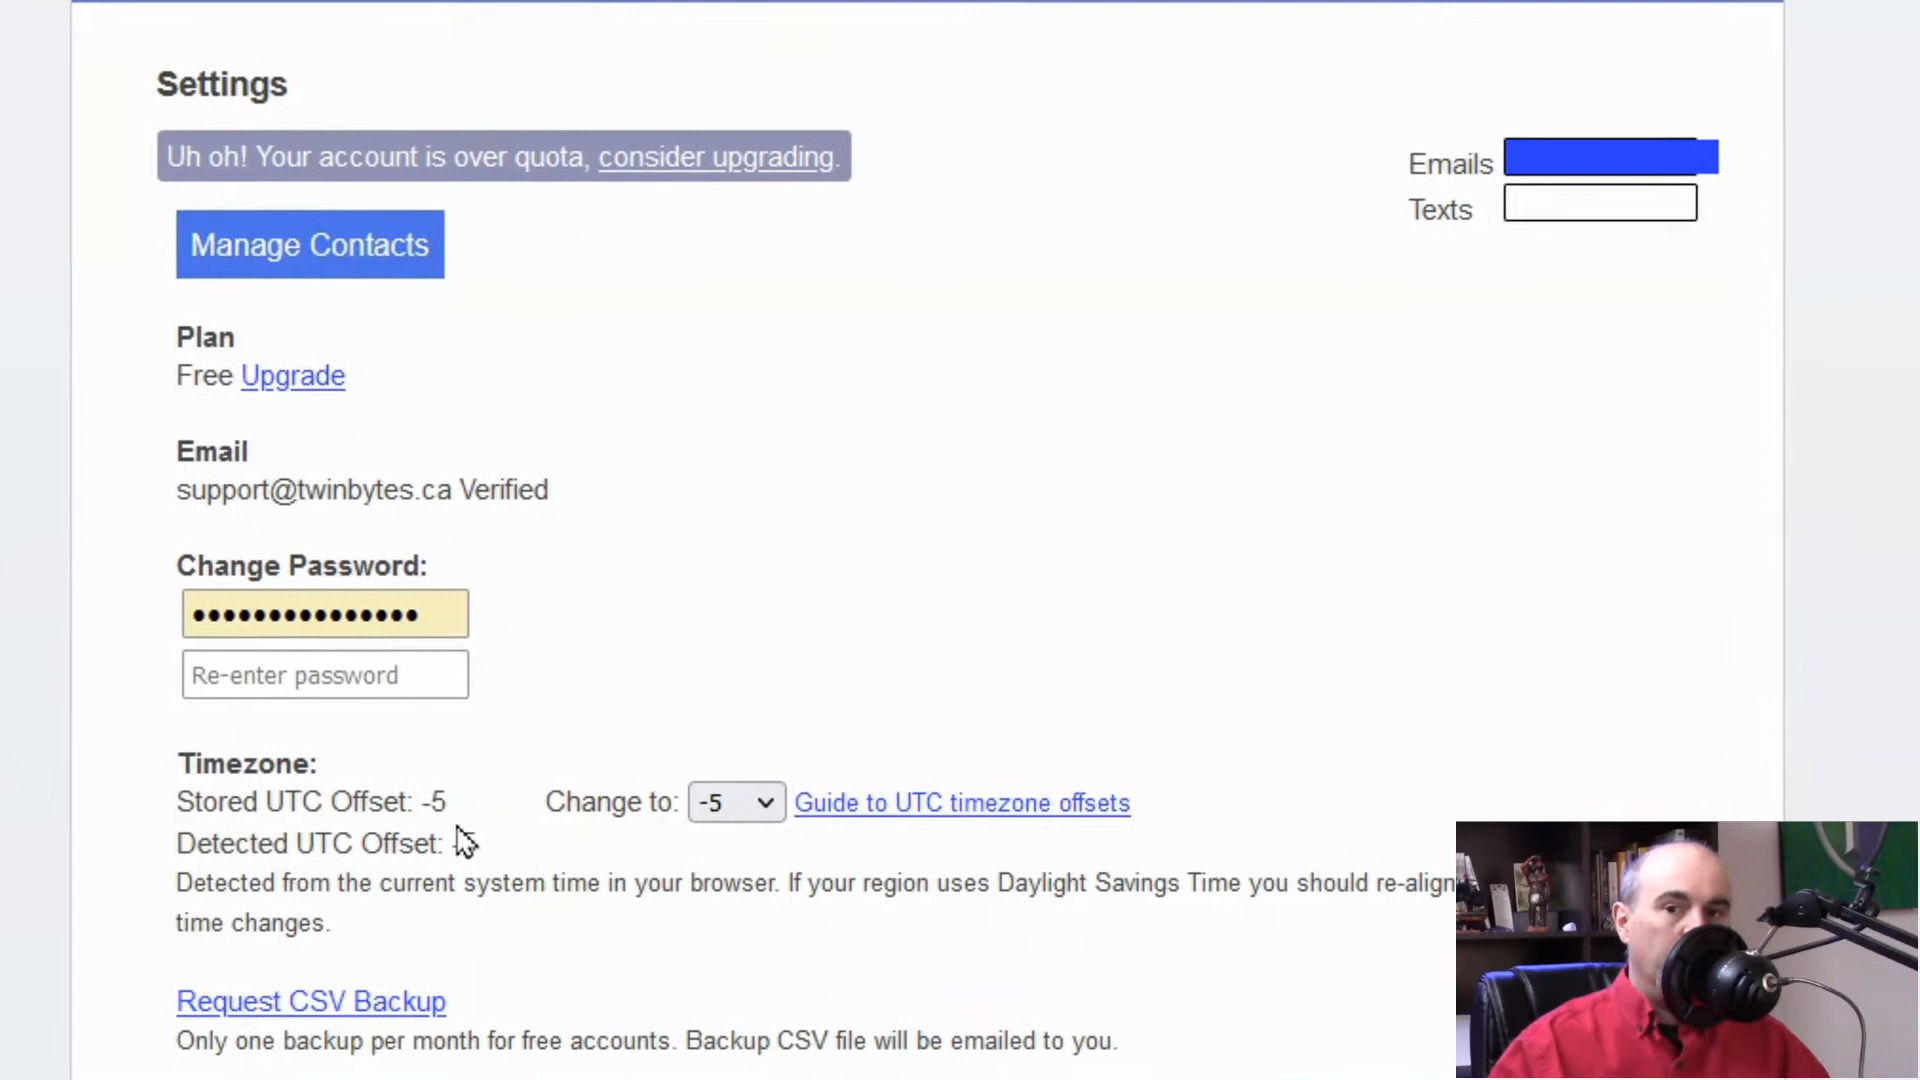 Settings
Uh oh! Your account is over quota, consider upgrading.
Emails
Texts
Manage Contacts
Plan
Free Upgrade
Email
support@twinbytes.ca Verified
Change Password:
Re-enter password
Timezone:
Stored UTC Offset: -5 Change to: -5 Guide to UTC timezone offsets
Detected UTC Offset:
Detected from the current system time in your browser. If your region uses Daylight Savings Time you should re-align
time changes.
Request CSV Backup
Only one backup per month for free accounts. Backup CSV file will be emailed to you.